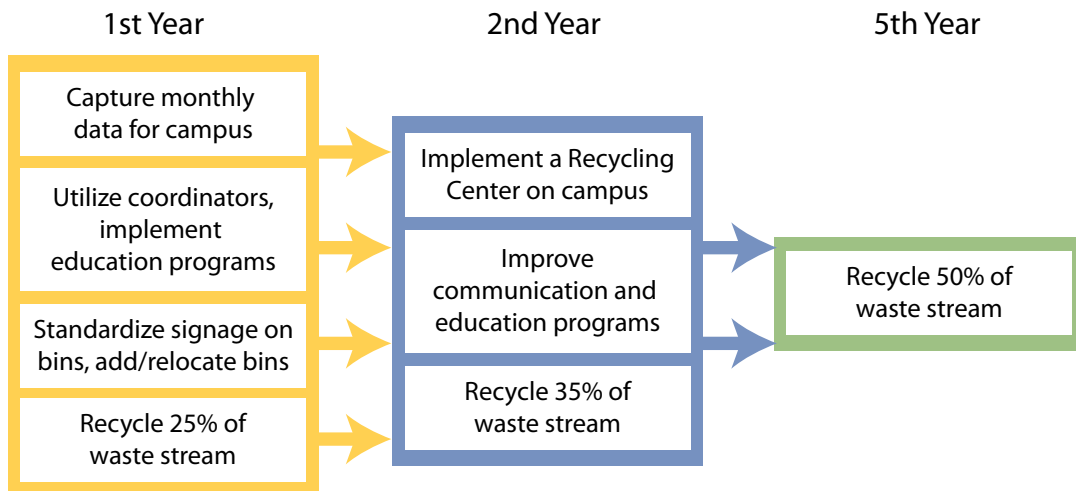 1st Year
Capture monthly
data for campus
Utilize coordinators,
implement
education programs
Standardize signage on
bins, add/relocate bins
Recycle 25% of
waste stream
2nd Year
Implement a Recycling
Center on campus
Improve
communication and
education programs
Recycle 35% of
waste stream
5th Year
Recycle 50% of
waste stream